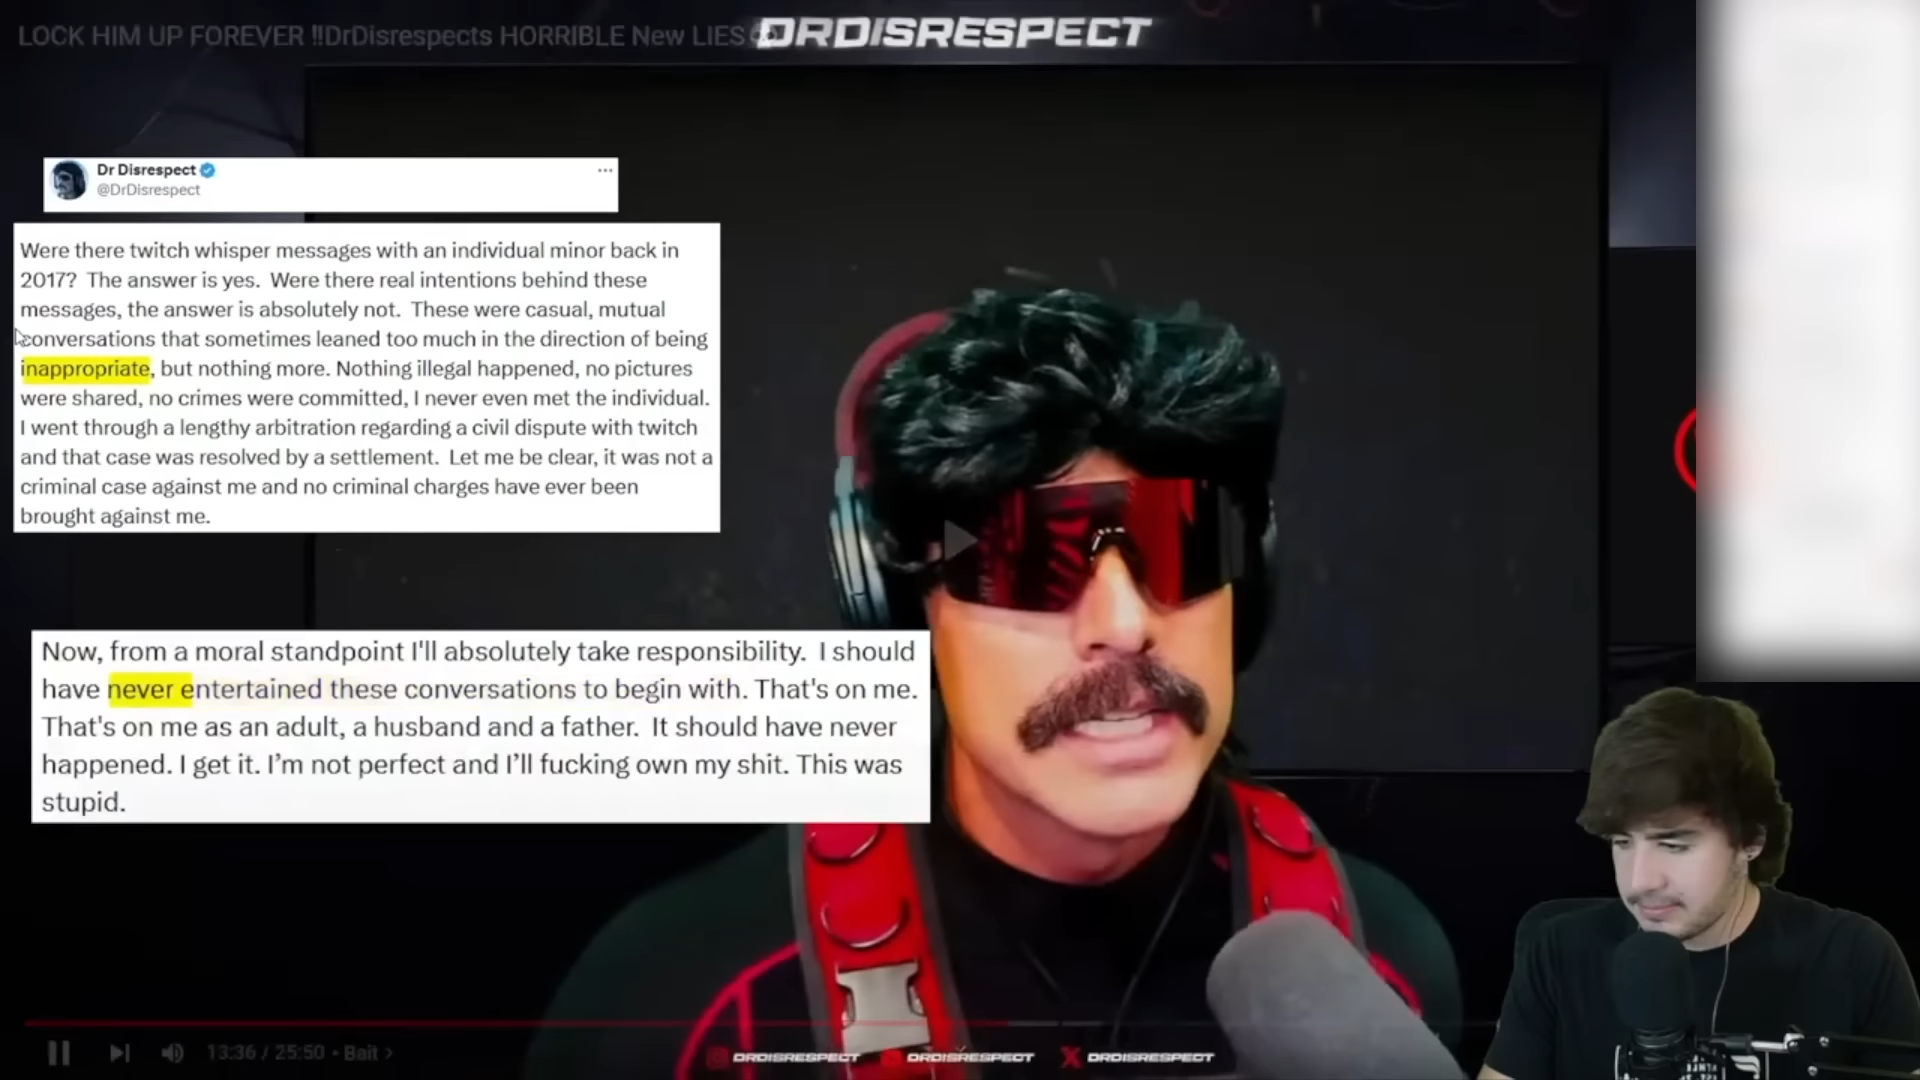 LOCK HIM UP FOREVER !!DrDisrespects HORRIBLE New LIES
DRDISRESPECT
Dr Disrespect
@DrDisrespect
Were there twitch whisper messages with an individual minor back in
2017? The answer is yes. Were there real intentions behind these
messages, the answer is absolutely not. These were casual, mutual
conversations that sometimes leaned too much in the direction of being
inappropriate, but nothing more. Nothing illegal happened, no pictures
were shared, no crimes were committed, I never even met the individual.
I went through a lengthy arbitration regarding a civil dispute with twitch
and that case was resolved by a settlement. Let me be clear, it was not a
criminal case against me and no criminal charges have ever been
brought against me.
Now, from a moral standpoint I'll absolutely take responsibility. I should
have never entertained these conversations to begin with. That's on me.
That's on me as an adult, a husband and a father. It should have never
happened. I get it. I’m not perfect and I’ll fucking own my shit. This was
stupid.
13:36 / 25:50 • Bait >
DRDISRESPECT DRDISRESPECT DRDISRESPECT